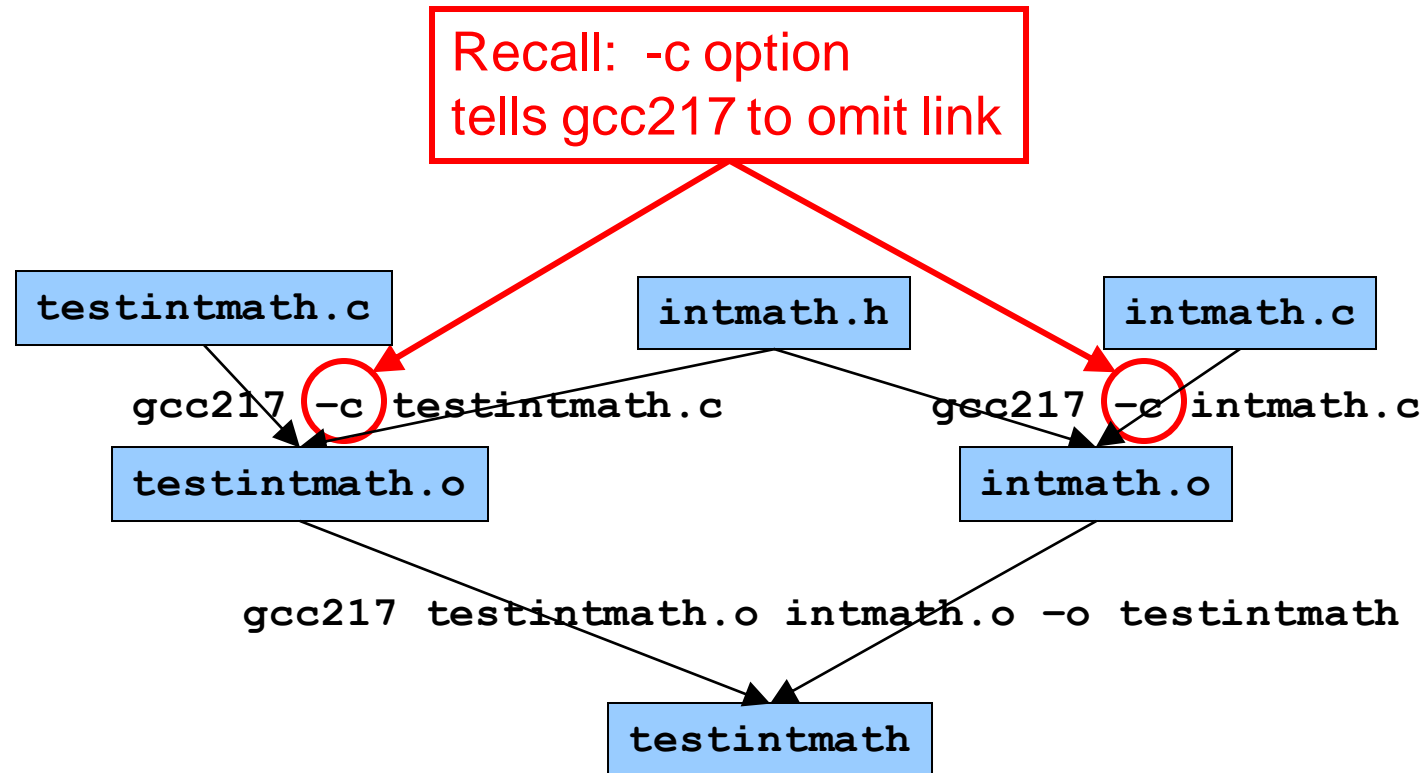 Recall:  -c option
tells gcc217 to omit link
testintmath.c
intmath.h
intmath.c
gcc217 –c testintmath.c
gcc217 –c intmath.c
testintmath.o
intmath.o
gcc217 testintmath.o intmath.o –o testintmath
testintmath